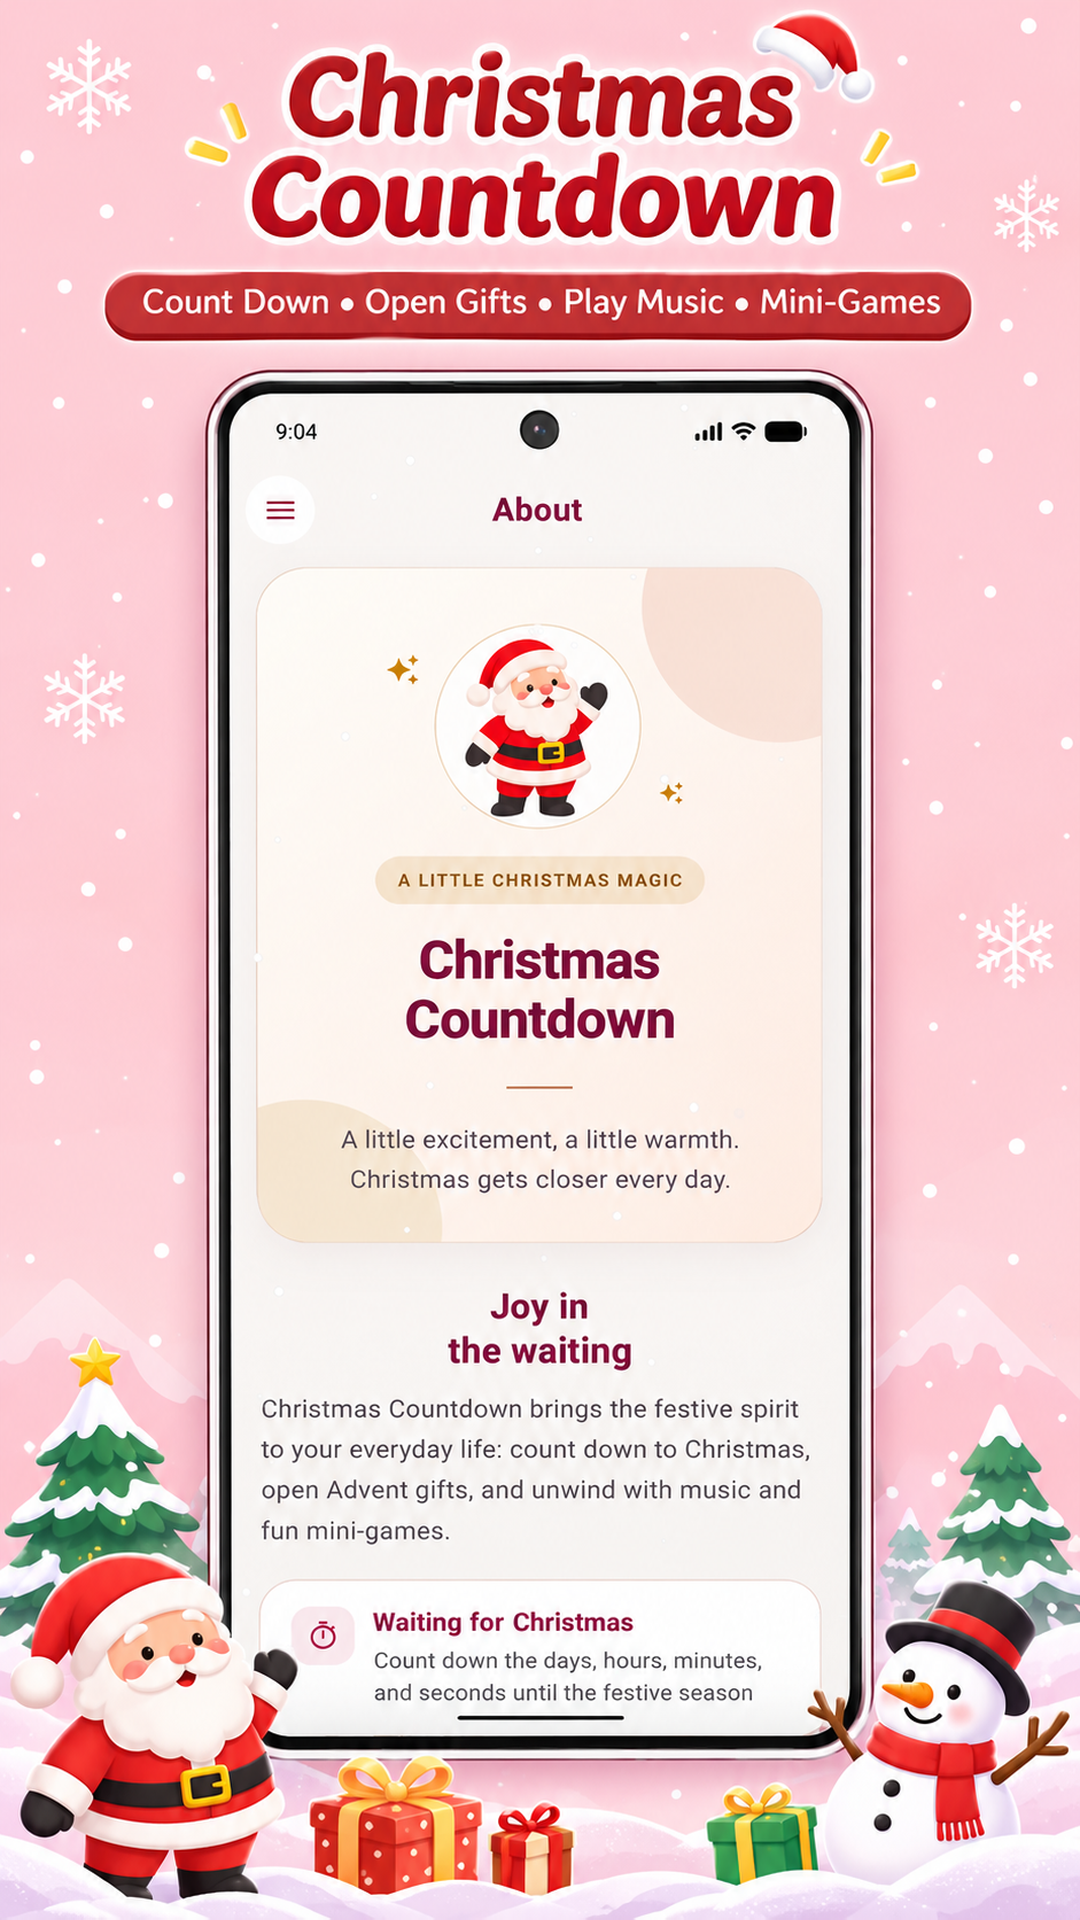 Christmas
Countdown
Count Down • Open Gifts • Play Music • Mini-Games
9:04
About
A LITTLE CHRISTMAS MAGIC
Christmas
Countdown
A little excitement, a little warmth.
Christmas gets closer every day.
Joy in
the waiting
Christmas Countdown brings the festive spirit
to your everyday life: count down to Christmas,
open Advent gifts, and unwind with music and
fun mini-games.
Waiting for Christmas
Count down the days, hours, minutes,
and seconds until the festive season